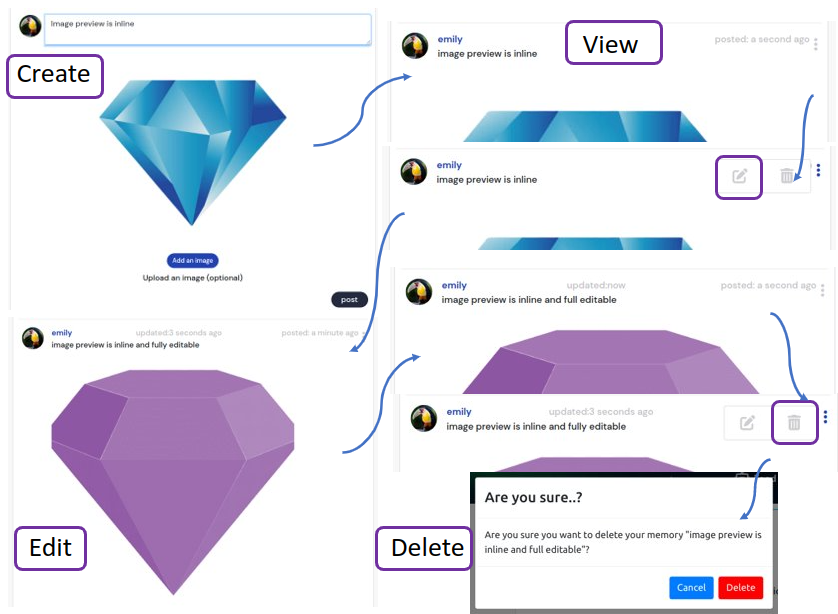 Image preview is inline
Create
Add an image
Upload an image (optional)
post
emily
posted: a second ago
image preview is inline
View
emily
image preview is inline
emily
updated:3 seconds ago
posted: a minute ago
image preview is inline and fully editable
Edit
emily
updated:now
posted: a second ago
image preview is inline and full editable
emily
updated:3 seconds ago
image preview is inline and fully editable
Delete
Are you sure..?
Are you sure you want to delete your memory "image preview is
inline and full editable"?
Cancel
Delete